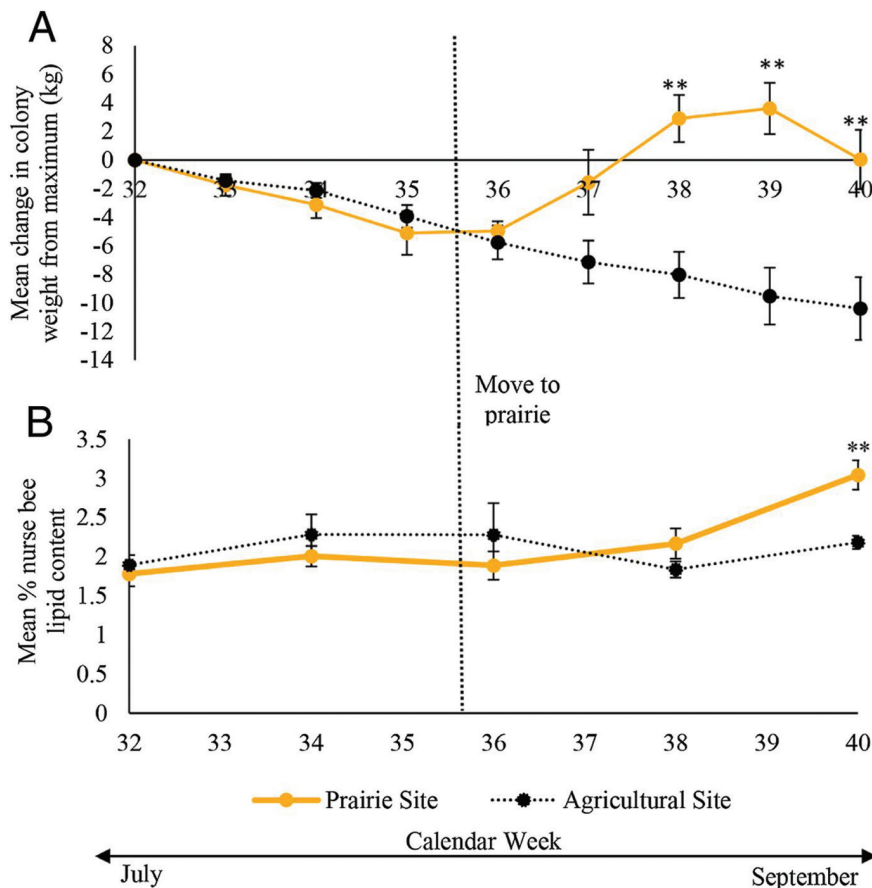 A
Mean change in colony
weight from maximum (kg)
8
6
4
2
0
-2
-4
-6
-8
-10
-12
-14
32
33
34
35
36
37
38
39
40
**
**
**
Move to
prairie
B
Mean % nurse bee
lipid content
3.5
3
2.5
2
1.5
1
0.5
0
**
32 33 34 35 36 37 38 39 40
Prairie Site Agricultural Site
Calendar Week
July September